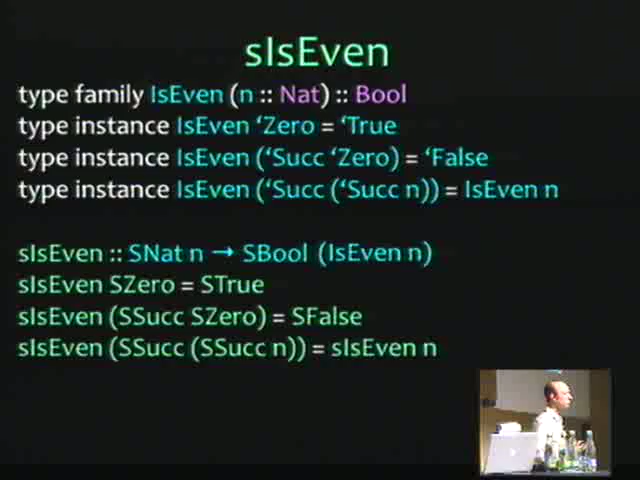 sIsEven
type family IsEven (n :: Nat) :: Bool
type instance IsEven ‘Zero = ‘True
type instance IsEven (‘Succ ‘Zero) = ‘False
type instance IsEven (‘Succ (‘Succ n)) = IsEven n
sIsEven :: SNat n → SBool (IsEven n)
sIsEven SZero = STrue
sIsEven (SSucc SZero) = SFalse
sIsEven (SSucc (SSucc n)) = sIsEven n